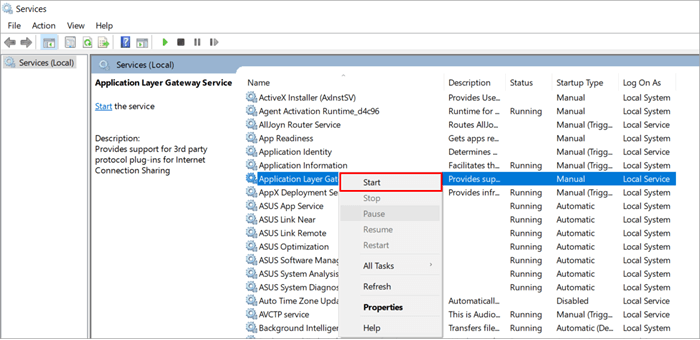 Services
File Action View Help
Services (Local)
Services (Local)
Application Layer Gateway Service
Start the service
Description:
Provides support for 3rd party
protocol plug-ins for Internet
Connection Sharing
Name Description Status Startup Type Log On As
ActiveX Installer (AxInstSV) Provides Use... Manual Local System
Agent Activation Runtime_d4c96 Runtime for ... Running Manual Local System
AllJoyn Router Service Routes AllJo... Manual (Trigg... Local Service
App Readiness Gets apps re... Manual Local System
Application Identity Determines ... Manual (Trigg... Local Service
Application Information Facilitates th... Running Manual (Trigg... Local System
Application Layer Gat Provides sup... Manual Local Service
AppX Deployment Se Provides infr... Manual (Trigg... Local System
ASUS App Service Running Automatic Local System
ASUS Link Near Running Automatic Local System
ASUS Link Remote Running Automatic Local System
ASUS Optimization Running Automatic Local System
ASUS Software Manag Running Automatic Local System
ASUS System Analysis Running Automatic Local System
ASUS System Diagnos Running Automatic Local System
Auto Time Zone Upda Automaticall... Disabled Local Service
AVCTP service This is Audio... Running Manual (Trigg... Local Service
Background Intelligen Transfers file... Running Automatic (De... Local System
Start
Stop
Pause
Resume
Restart
All Tasks
Refresh
Properties
Help